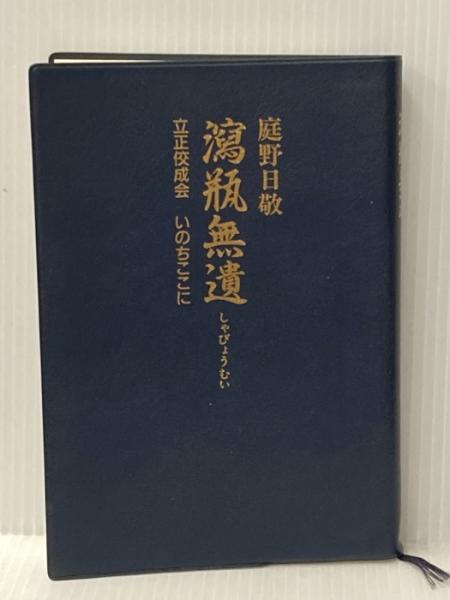 庭野日敬
瀉瓶無遺
しゃびょうむい
立正佼成会 いのちここに